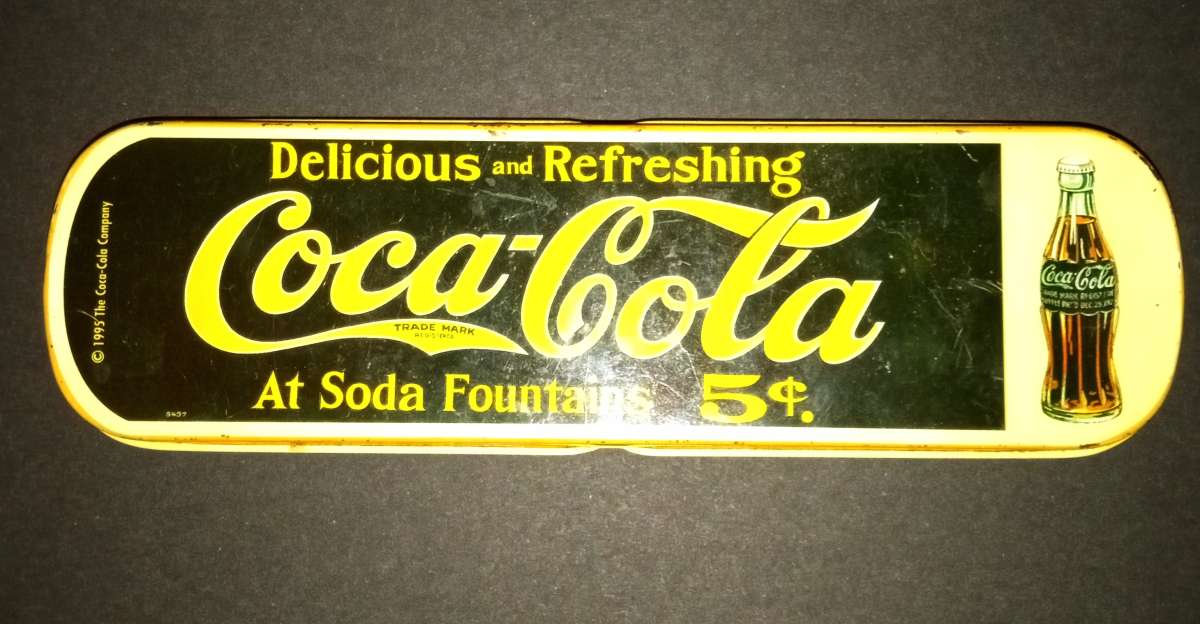 Delicious and Refreshing
Coca-Cola
TRADE MARK
At Soda Fountains 5¢.
© 1995 The Coca-Cola Company
Coca-Cola